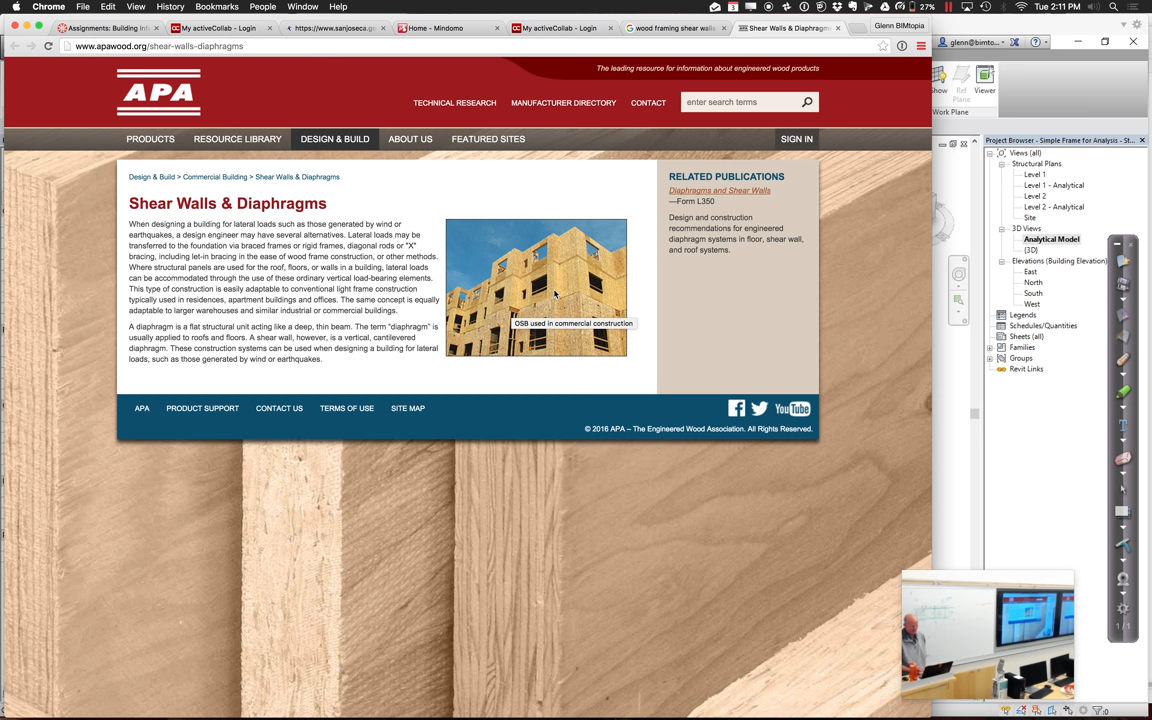 Chrome File Edit View History Bookmarks People Window Help
27% Tue 2:11 PM
Assignments: Building Inf
My activeCollab - Login
https://www.sanjoseca.go
Home - Mindomo
My activeCollab - Login
wood framing shear walls
Shear Walls & Diaphragms
Glenn BIMtopia
www.apawood.org/shear-walls-diaphragms
glenn@bimto...
The leading resource for information about engineered wood products
APA
TECHNICAL RESEARCH MANUFACTURER DIRECTORY CONTACT
enter search terms
PRODUCTS RESOURCE LIBRARY DESIGN & BUILD ABOUT US FEATURED SITES SIGN IN
Design & Build > Commercial Building > Shear Walls & Diaphragms
Shear Walls & Diaphragms
When designing a building for lateral loads such as those generated by wind or
earthquakes, a design engineer may have several alternatives. Lateral loads may be
transferred to the foundation via braced frames or rigid frames, diagonal rods or "X"
bracing, including let-in bracing in the ease of wood frame construction, or other methods.
Where structural panels are used for the roof, floors, or walls in a building, lateral loads
can be accommodated through the use of these ordinary vertical load-bearing elements.
This type of construction is easily adaptable to conventional light frame construction
typically used in residences, apartment buildings and offices. The same concept is equally
adaptable to larger warehouses and similar industrial or commercial buildings.
A diaphragm is a flat structural unit acting like a deep, thin beam. The term "diaphragm" is
usually applied to roofs and floors. A shear wall, however, is a vertical, cantilevered
diaphragm. These construction systems can be used when designing a building for lateral
loads, such as those generated by wind or earthquakes.
OSB used in commercial construction
RELATED PUBLICATIONS
Diaphragms and Shear Walls
—Form L350
Design and construction
recommendations for engineered
diaphragm systems in floor, shear wall,
and roof systems.
APA PRODUCT SUPPORT CONTACT US TERMS OF USE SITE MAP
You Tube
© 2016 APA – The Engineered Wood Association. All Rights Reserved.
Show Ref Plane Viewer
Work Plane
Project Browser - Simple Frame for Analysis - St...
Views (all)
Structural Plans
Level 1
Level 1 - Analytical
Level 2
Level 2 - Analytical
Site
3D Views
Analytical Model
{3D}
Elevations (Building Elevation)
East
North
South
West
Legends
Schedules/Quantities
Sheets (all)
Families
Groups
Revit Links
1 / 1
:0